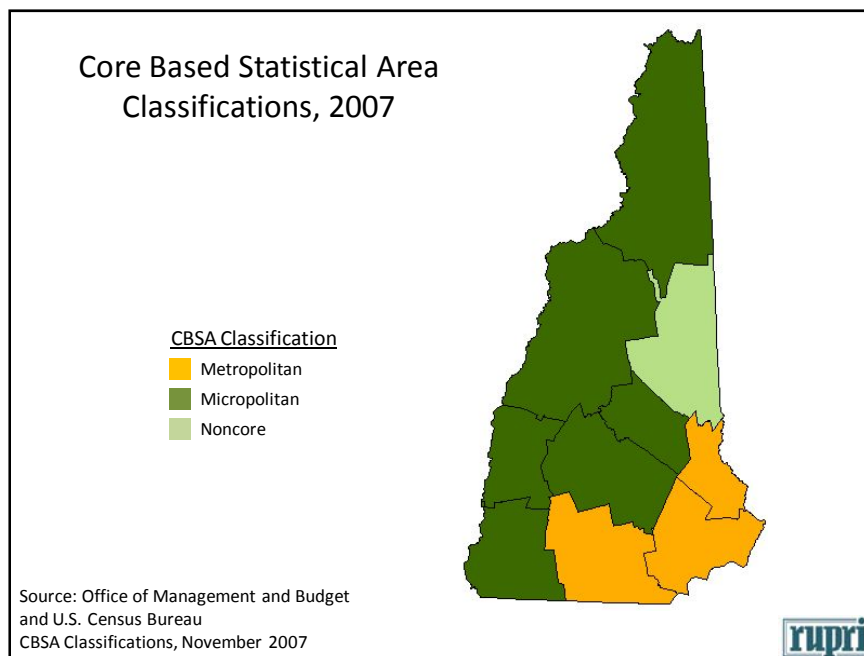 Core Based Statistical Area
Classifications, 2007
CBSA Classification
Metropolitan
Micropolitan
Noncore
Source: Office of Management and Budget
and U.S. Census Bureau
CBSA Classifications, November 2007
rupri